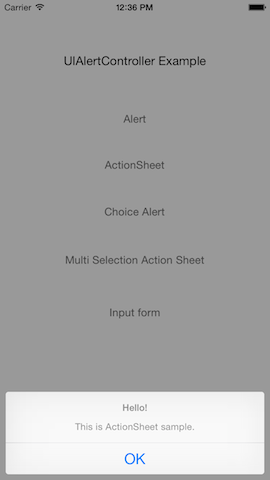 Carrier 12:36 PM
UIAlertController Example
Alert
ActionSheet
Choice Alert
Multi Selection Action Sheet
Input form
Hello!
This is ActionSheet sample.
OK